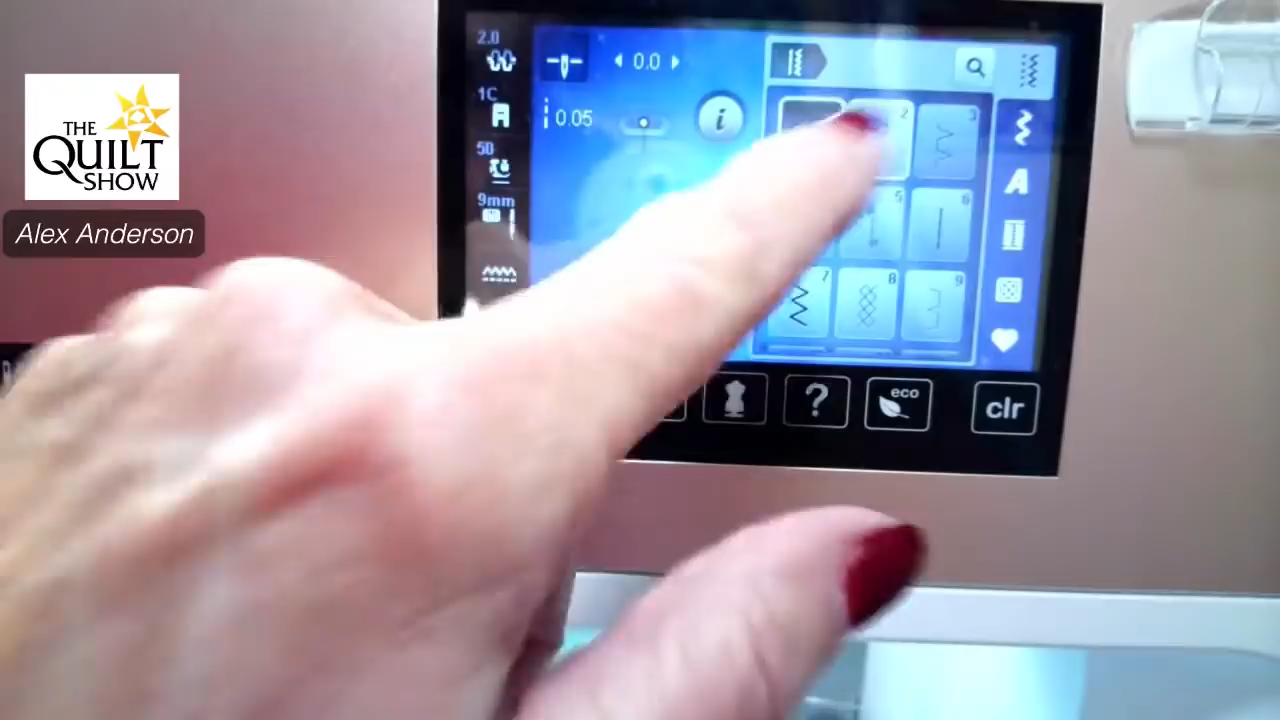 THE
QUILT
SHOW
Alex Anderson
2.0
0.0
1C
0.05
i
50
9mm
2
3
A
5
6
7
8
9
?
eco
clr